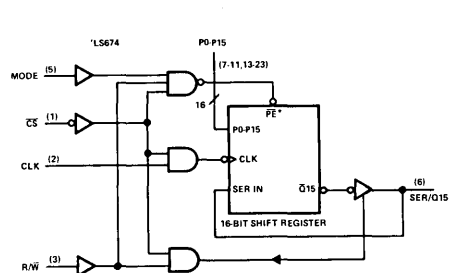 'LS674
P0-P15
MODE (5)
(7-11,13-23)
16
PE*
CS (1)
P0-P15
CLK (2)
CLK
SER IN
Q15
(6)
SER/Q15
16-BIT SHIFT REGISTER
R/W (3)